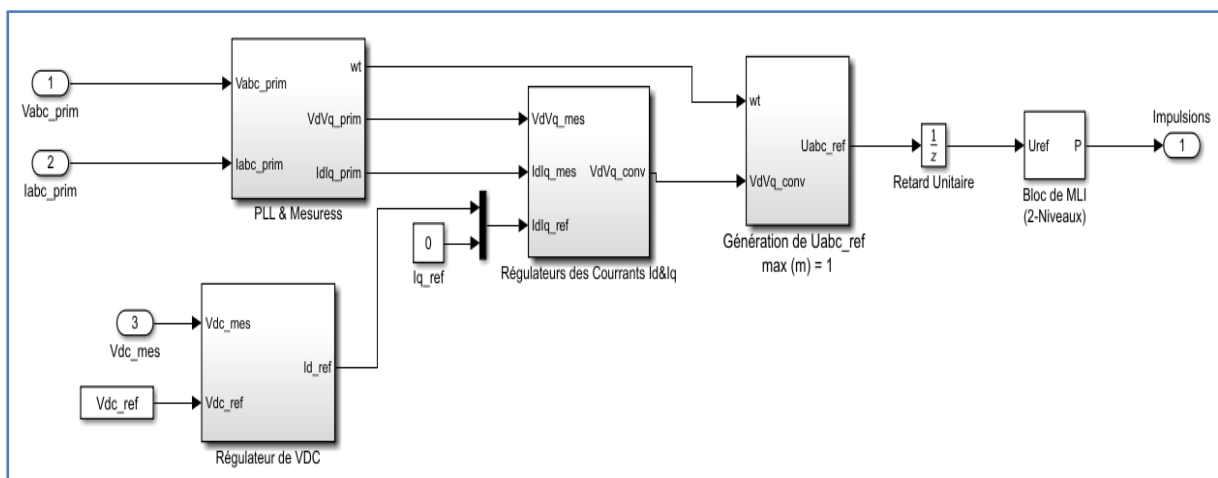 1
Vabc_prim
2
Iabc_prim
Vabc_prim
Iabc_prim
wt
VdVq_prim
IdIq_prim
PLL & Mesuress
3
Vdc_mes
Vdc_ref
Vdc_mes
Vdc_ref
Id_ref
Régulateur de VDC
0
Iq_ref
VdVq_mes
IdIq_mes
IdIq_ref
VdVq_conv
Régulateurs des Courrants Id&Iq
wt
VdVq_conv
Uabc_ref
Génération de Uabc_ref
max (m) = 1
1
z
Retard Unitaire
Uref
P
Bloc de MLI
(2-Niveaux)
Impulsions
1